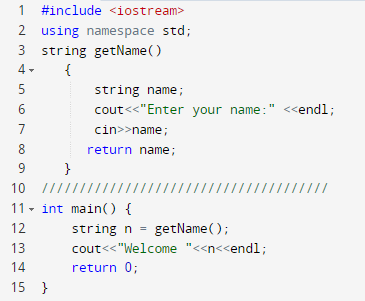 1 #include <iostream>
2 using namespace std;
3 string getName()
4 {
5 string name;
6 cout<<"Enter your name:" <<endl;
7 cin>>name;
8 return name;
9 }
10 //////////////////////////////////////
11 int main() {
12 string n = getName();
13 cout<<"Welcome "<<n<<endl;
14 return 0;
15 }